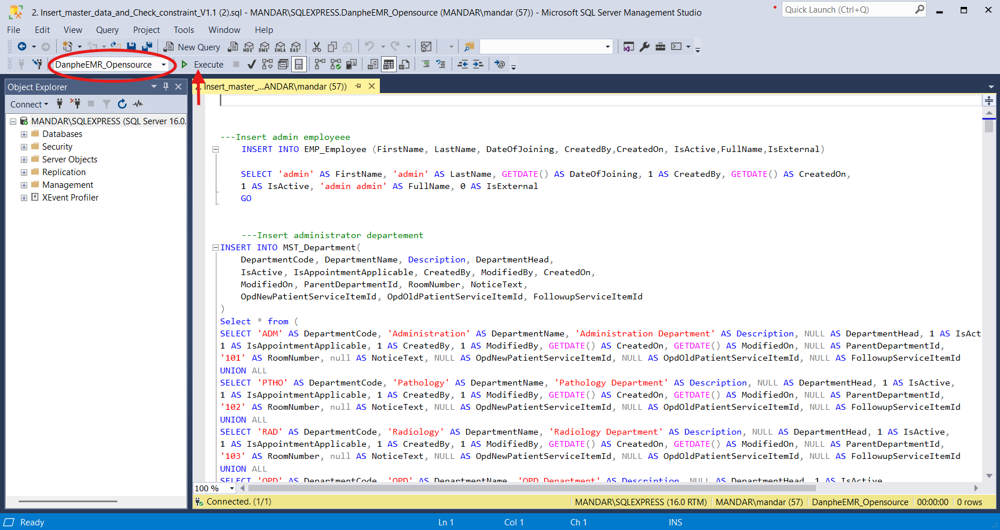 2. Insert_master_data_and_Check_constraint_V1.1 (2).sql - MANDAR\SQLEXPRESS.DanpheEMR_Opensource (MANDAR\mandar (57)) - Microsoft SQL Server Management Studio
Quick Launch (Ctrl+Q)
File Edit View Query Project Tools Window Help
New Query MDX DMX XMLA DAX
DanpheEMR_Opensource Execute
Object Explorer
2. Insert_master_...ANDAR\mandar (57))
Connect
MANDAR\SQLEXPRESS (SQL Server 16.0.
Databases
Security
Server Objects
Replication
Management
XEvent Profiler
---Insert admin employeee
INSERT INTO EMP_Employee (FirstName, LastName, DateOfJoining, CreatedBy,CreatedOn, IsActive,FullName,IsExternal)
SELECT 'admin' AS FirstName, 'admin' AS LastName, GETDATE() AS DateOfJoining, 1 AS CreatedBy, GETDATE() AS CreatedOn,
1 AS IsActive, 'admin admin' AS FullName, 0 AS IsExternal
GO
---Insert administrator departement
INSERT INTO MST_Department(
DepartmentCode, DepartmentName, Description, DepartmentHead,
IsActive, IsAppointmentApplicable, CreatedBy, ModifiedBy, CreatedOn,
ModifiedOn, ParentDepartmentId, RoomNumber, NoticeText,
OpdNewPatientServiceItemId, OpdOldPatientServiceItemId, FollowupServiceItemId
)
Select * from (
SELECT 'ADM' AS DepartmentCode, 'Administration' AS DepartmentName, 'Administration Department' AS Description, NULL AS DepartmentHead, 1 AS IsAct
1 AS IsAppointmentApplicable, 1 AS CreatedBy, 1 AS ModifiedBy, GETDATE() AS CreatedOn, GETDATE() AS ModifiedOn, NULL AS ParentDepartmentId,
'101' AS RoomNumber, null AS NoticeText, NULL AS OpdNewPatientServiceItemId, NULL AS OpdOldPatientServiceItemId, NULL AS FollowupServiceItemId
UNION ALL
SELECT 'PTHO' AS DepartmentCode, 'Pathology' AS DepartmentName, 'Pathology Department' AS Description, NULL AS DepartmentHead, 1 AS IsActive,
1 AS IsAppointmentApplicable, 1 AS CreatedBy, 1 AS ModifiedBy, GETDATE() AS CreatedOn, GETDATE() AS ModifiedOn, NULL AS ParentDepartmentId,
'102' AS RoomNumber, null AS NoticeText, NULL AS OpdNewPatientServiceItemId, NULL AS OpdOldPatientServiceItemId, NULL AS FollowupServiceItemId
UNION ALL
SELECT 'RAD' AS DepartmentCode, 'Radiology' AS DepartmentName, 'Radiology Department' AS Description, NULL AS DepartmentHead, 1 AS IsActive,
1 AS IsAppointmentApplicable, 1 AS CreatedBy, 1 AS ModifiedBy, GETDATE() AS CreatedOn, GETDATE() AS ModifiedOn, NULL AS ParentDepartmentId,
'103' AS RoomNumber, null AS NoticeText, NULL AS OpdNewPatientServiceItemId, NULL AS OpdOldPatientServiceItemId, NULL AS FollowupServiceItemId
UNION ALL
SELECT 'OPD' AS DepartmentCode, 'OPD' AS DepartmentName, 'OPD Department' AS Description, NULL AS DepartmentHead, 1 AS IsActive
100 %
Connected. (1/1) MANDAR\SQLEXPRESS (16.0 RTM) MANDAR\mandar (57) DanpheEMR_Opensource 00:00:00 0 rows
Ready Ln 1 Col 1 Ch 1 INS